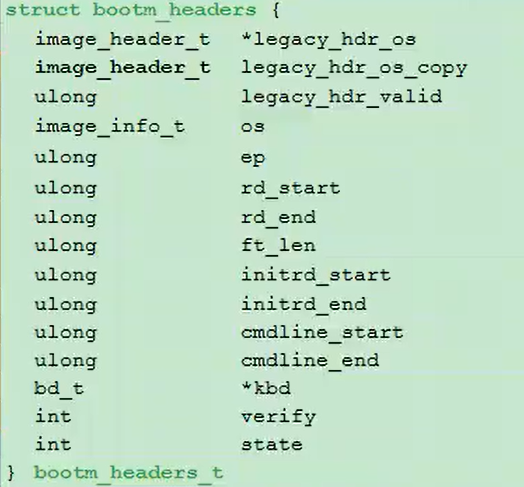 struct bootm_headers {
image_header_t *legacy_hdr_os
image_header_t legacy_hdr_os_copy
ulong legacy_hdr_valid
image_info_t os
ulong ep
ulong rd_start
ulong rd_end
ulong ft_len
ulong initrd_start
ulong initrd_end
ulong cmdline_start
ulong cmdline_end
bd_t *kbd
int verify
int state
} bootm_headers_t